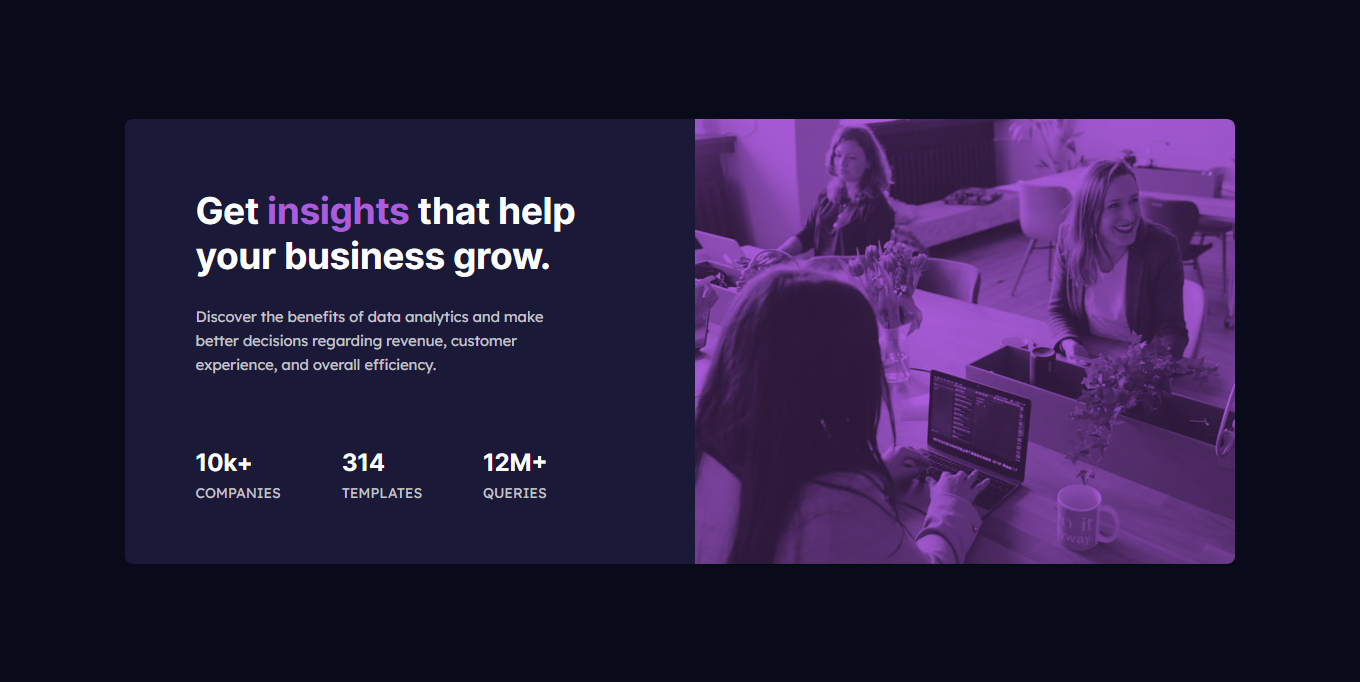 Get insights that help
your business grow.
Discover the benefits of data analytics and make
better decisions regarding revenue, customer
experience, and overall efficiency.
10k+ 314 12M+
COMPANIES TEMPLATES QUERIES